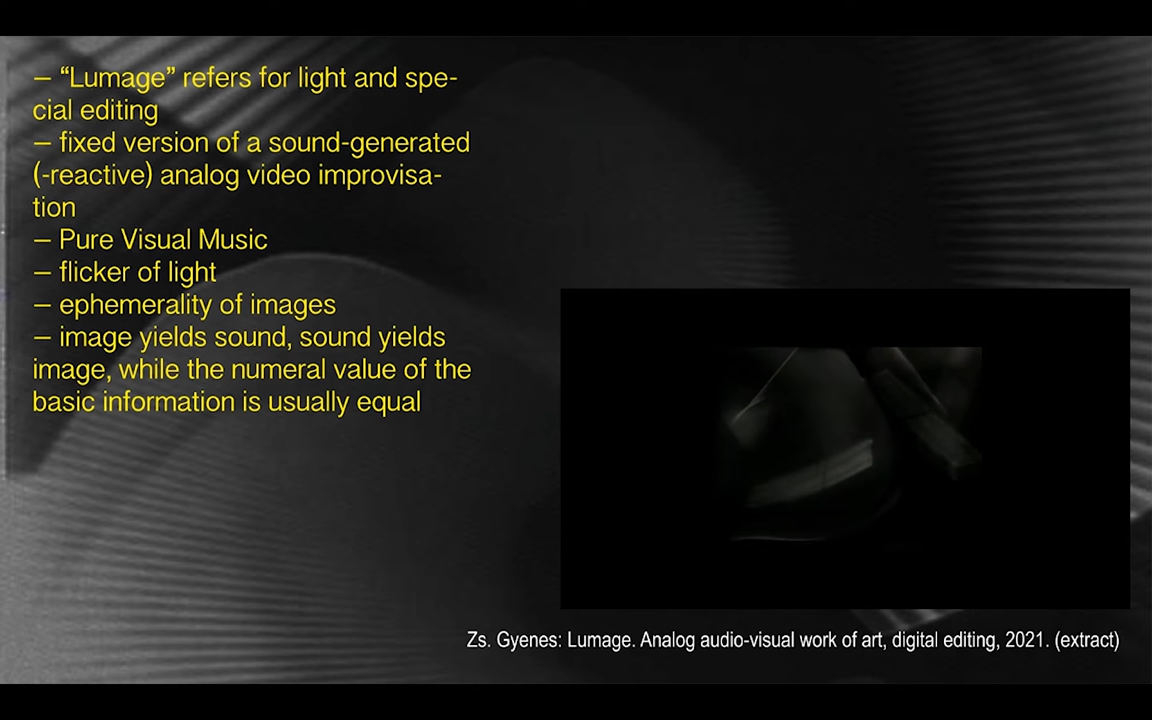 – “Lumage” refers for light and spe-
cial editing
– fixed version of a sound-generated
(-reactive) analog video improvisa-
tion
– Pure Visual Music
– flicker of light
– ephemerality of images
– image yields sound, sound yields
image, while the numeral value of the
basic information is usually equal
Zs. Gyenes: Lumage. Analog audio-visual work of art, digital editing, 2021. (extract)